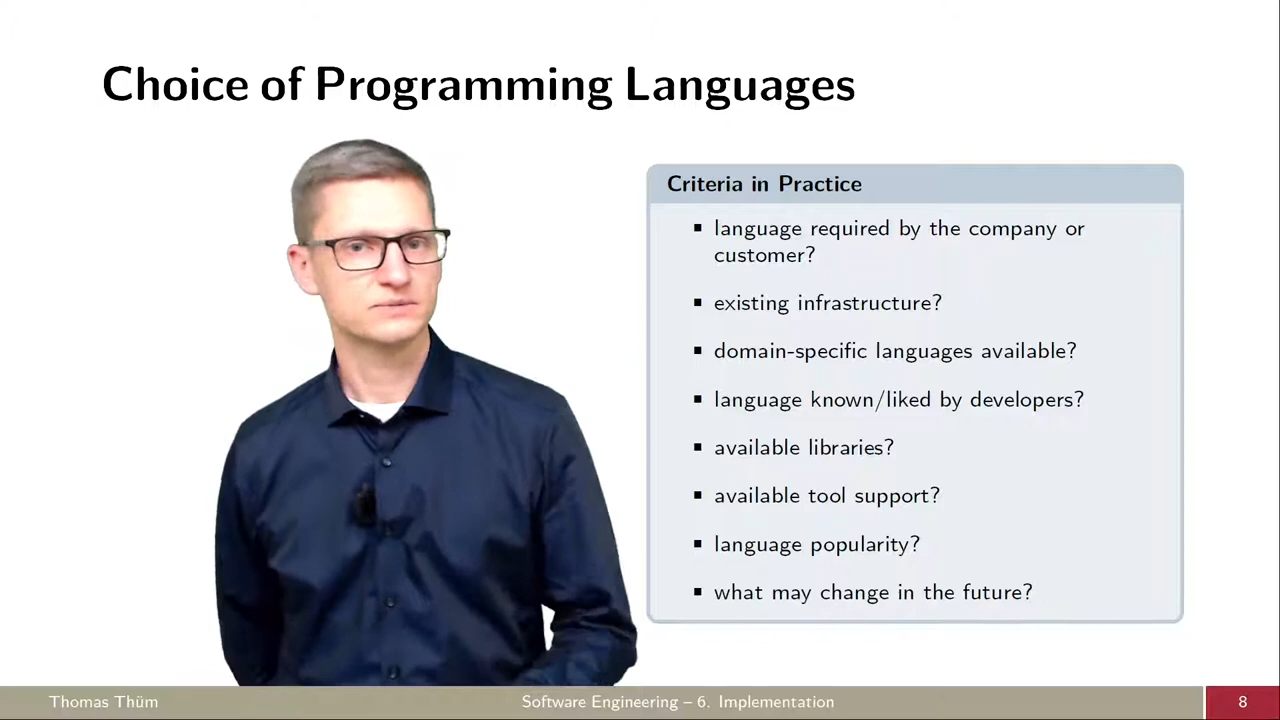 Choice of Programming Languages
Criteria in Practice
▪ language required by the company or
customer?
▪ existing infrastructure?
▪ domain-specific languages available?
▪ language known/liked by developers?
▪ available libraries?
▪ available tool support?
▪ language popularity?
▪ what may change in the future?
Thomas Thüm
Software Engineering – 6. Implementation
8